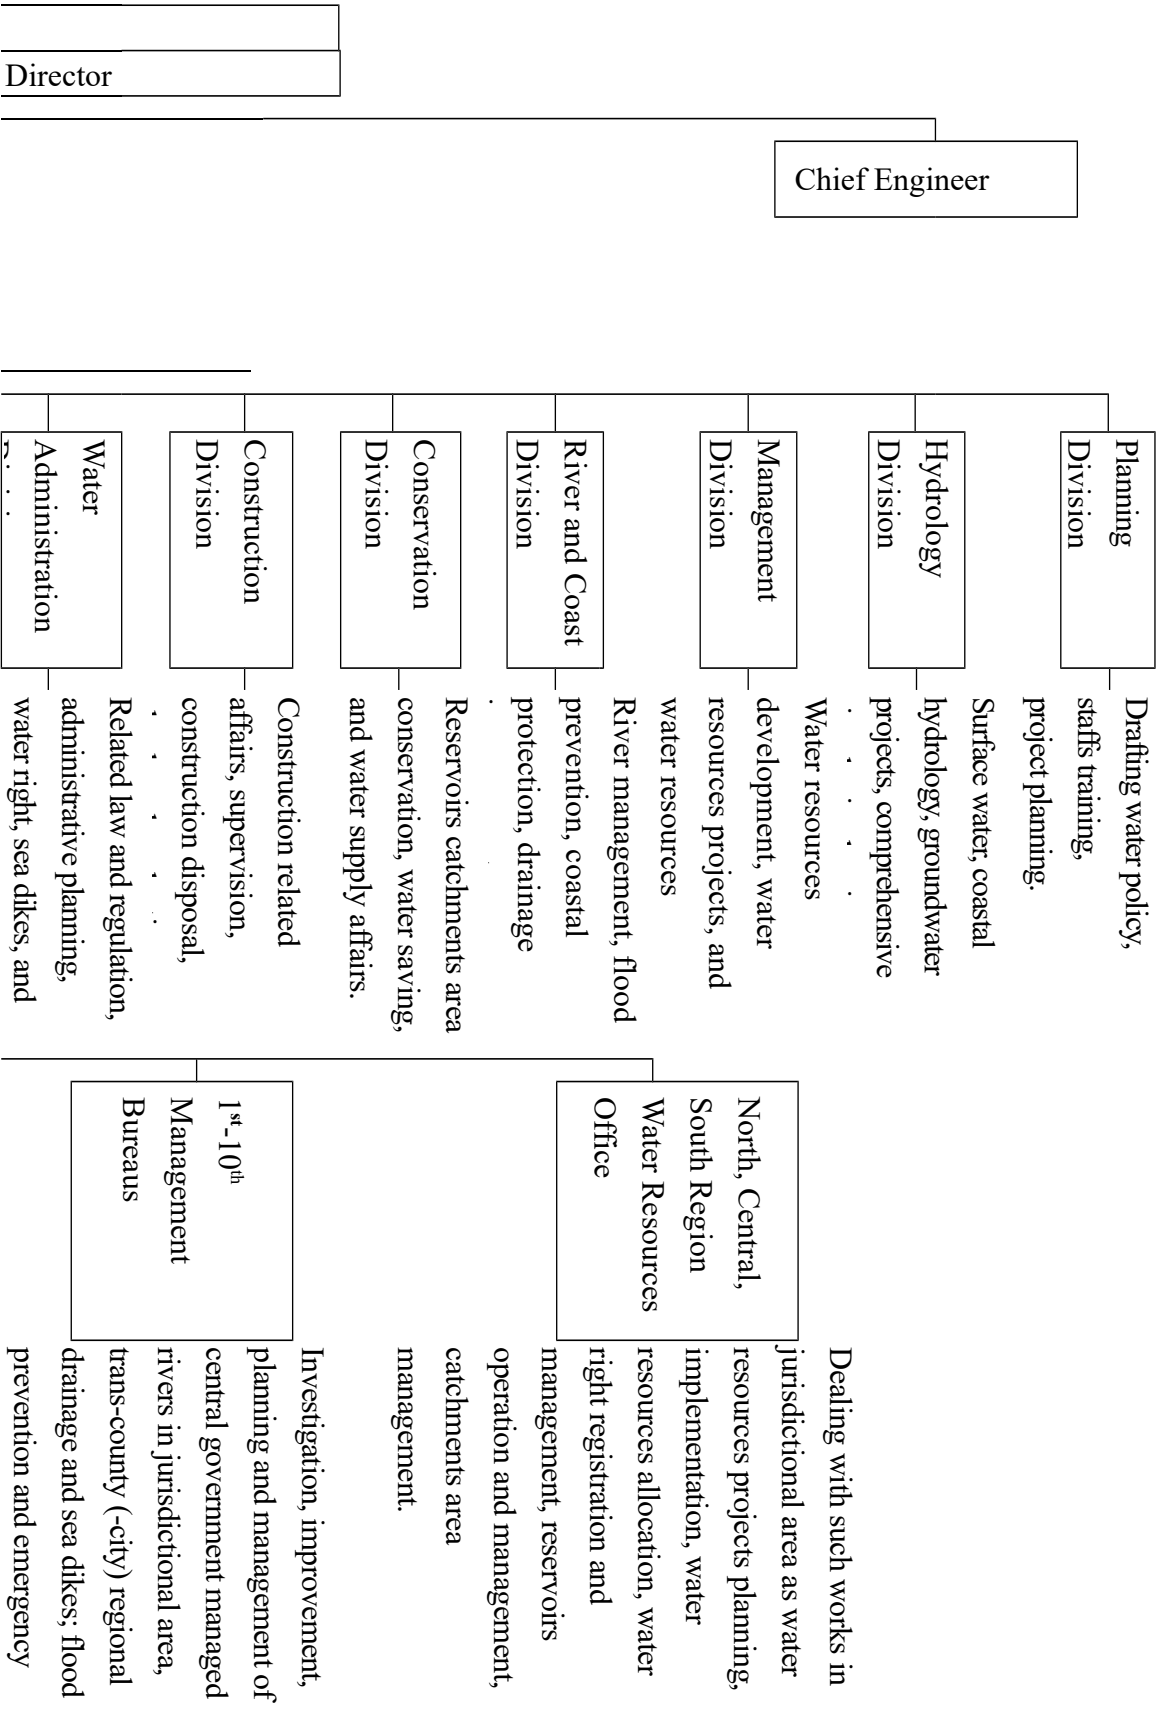 Director
Chief Engineer
Planning
Division
Drafting water policy,
staffs training,
project planning.
Hydrology
Division
Surface water, coastal
hydrology, groundwater
projects, comprehensive
Management
Division
Water resources
development, water
resources projects, and
water resources
River and Coast
Division
River management, flood
prevention, coastal
protection, drainage
Conservation
Division
Reservoirs catchments area
conservation, water saving,
and water supply affairs.
Construction
Division
Construction related
affairs, supervision,
construction disposal,
Water
Administration
Related law and regulation,
administrative planning,
water right, sea dikes, and
North, Central,
South Region
Water Resources
Office
Dealing with such works in
jurisdictional area as water
resources projects planning,
implementation, water
resources allocation, water
right registration and
management, reservoirs
operation and management,
catchments area
management.
1st-10th
Management
Bureaus
Investigation, improvement,
planning and management of
central government managed
rivers in jurisdictional area,
trans-county (-city) regional
drainage and sea dikes; flood
prevention and emergency